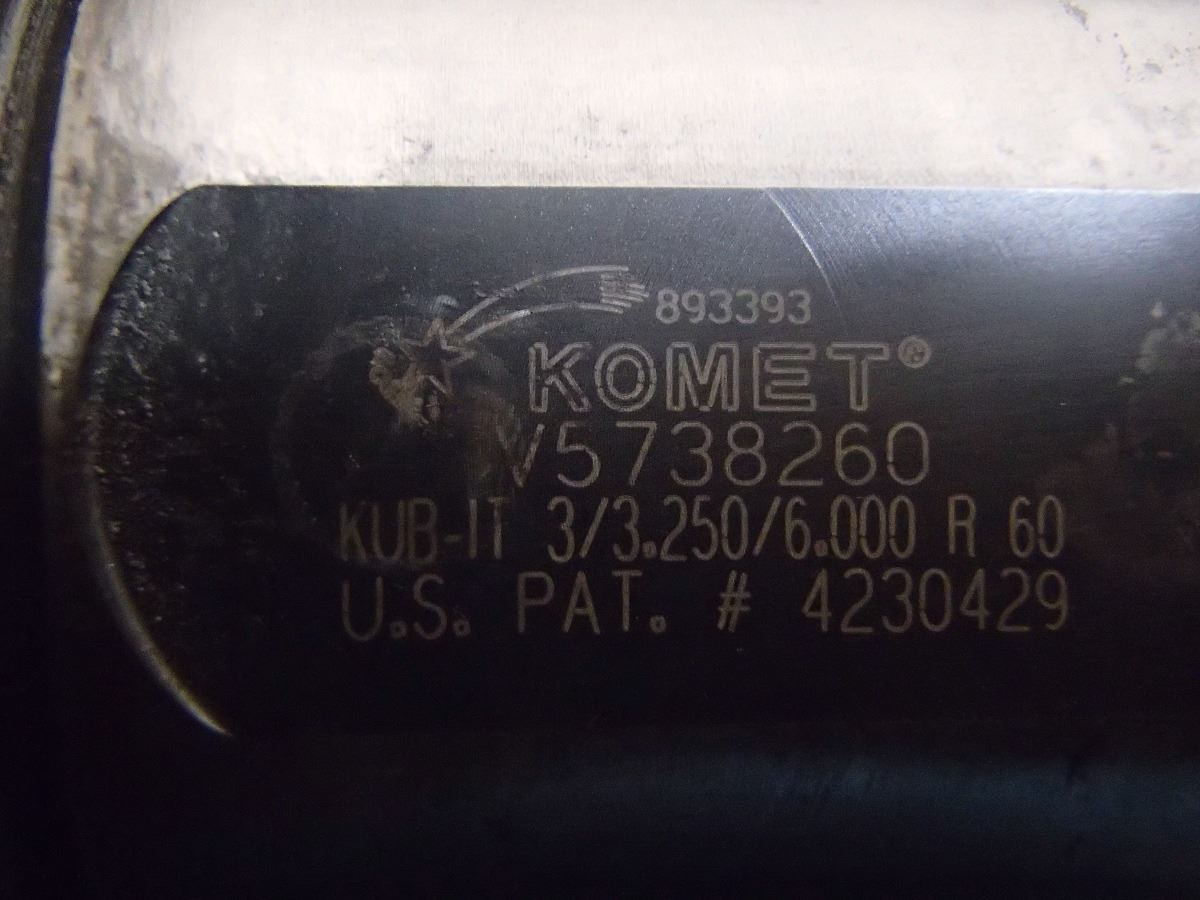 893393
KOMET®
V5738260
KUB-IT 3/3.250/6.000 R 60
U.S. PAT. # 4230429